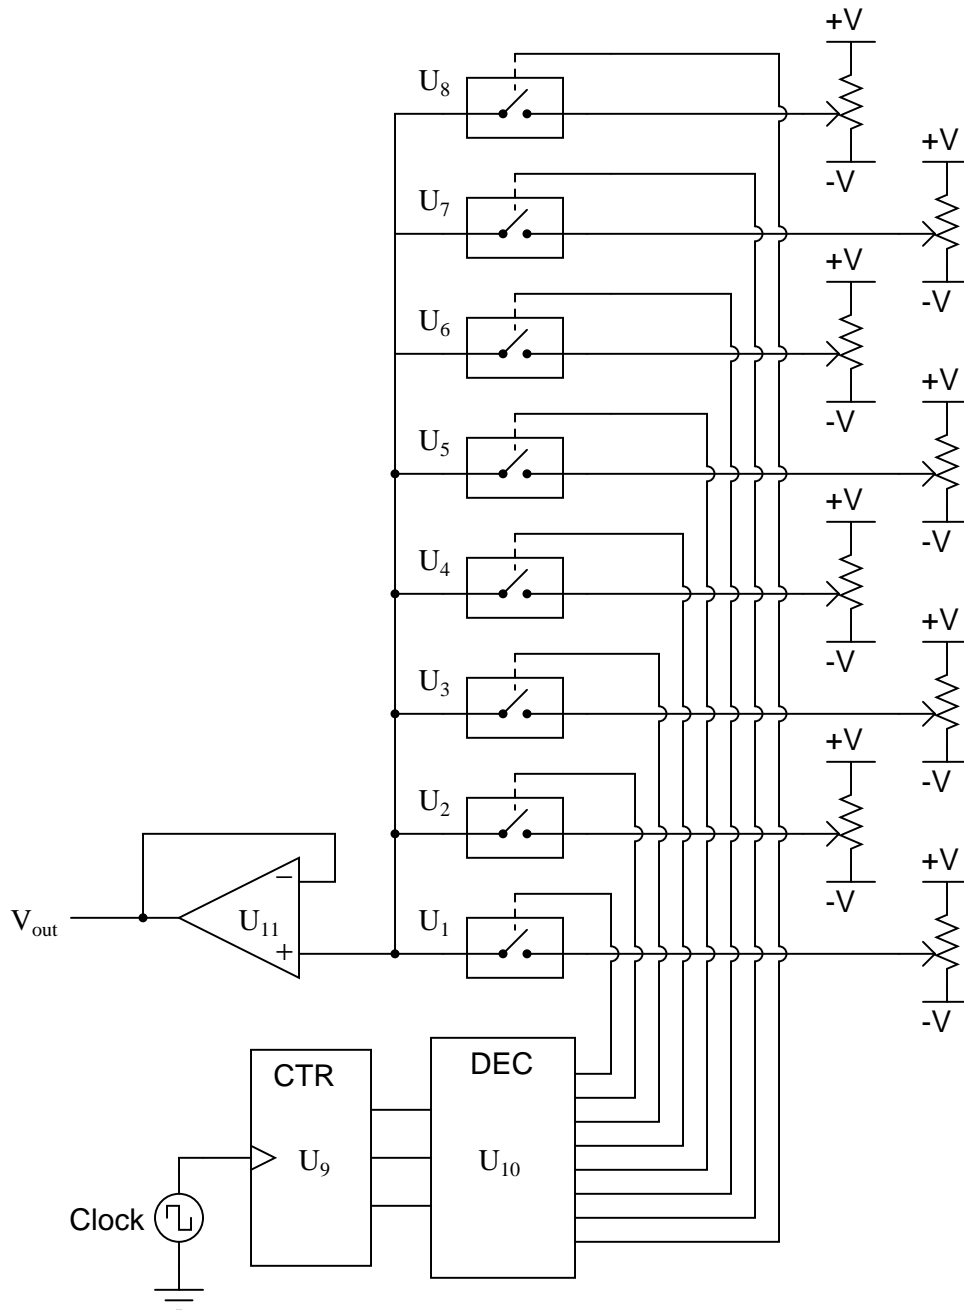 +V
U8
-V
+V
U7
-V
+V
U6
-V
+V
U5
-V
+V
U4
-V
+V
U3
-V
+V
U2
-V
+V
U1
-V
−
Vout
U11
+
CTR
U9
DEC
U10
Clock